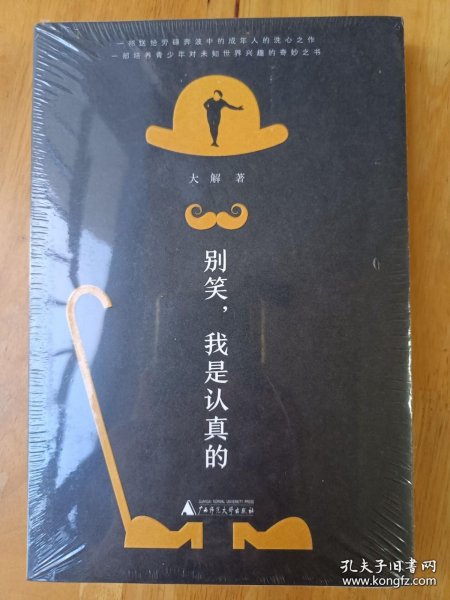 一部送给劳碌奔波中的成年人的洗心之作
一部培养青少年对未知世界兴趣的奇妙之书
大解 著
别笑，我是认真的
GUANGXI NORMAL UNIVERSITY PRESS
广西师范大学出版社
孔夫子旧书网
www.kongfz.com